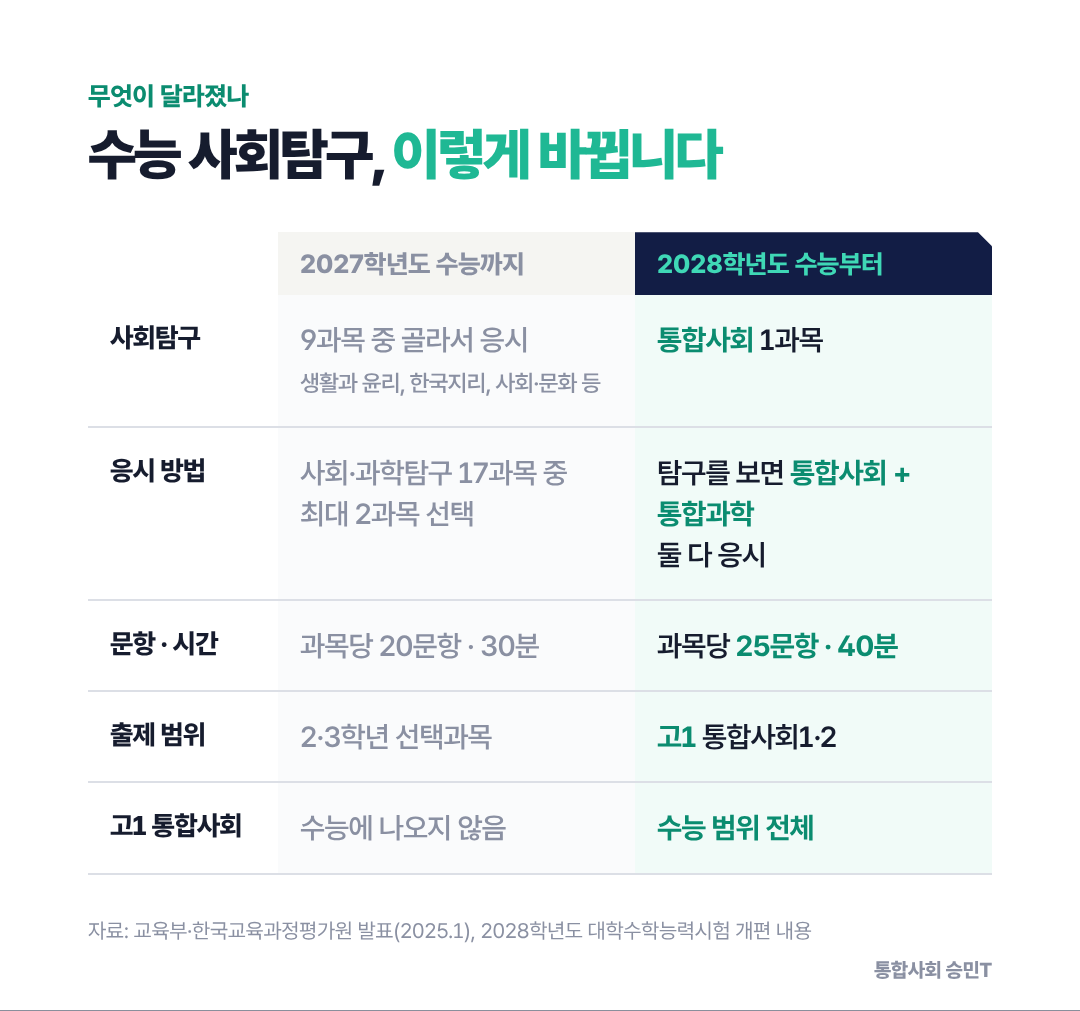 무엇이 달라졌나
수능 사회탐구, 이렇게 바뀝니다
2027학년도 수능까지
2028학년도 수능부터
사회탐구
9과목 중 골라서 응시
생활과 윤리, 한국지리, 사회·문화 등
통합사회 1과목
응시 방법
사회·과학탐구 17과목 중
최대 2과목 선택
탐구를 보면 통합사회 +
통합과학
둘 다 응시
문항 · 시간
과목당 20문항 · 30분
과목당 25문항 · 40분
출제 범위
2·3학년 선택과목
고1 통합사회1·2
고1 통합사회
수능에 나오지 않음
수능 범위 전체
자료: 교육부·한국교육과정평가원 발표(2025.1), 2028학년도 대학수학능력시험 개편 내용
통합사회 승민T